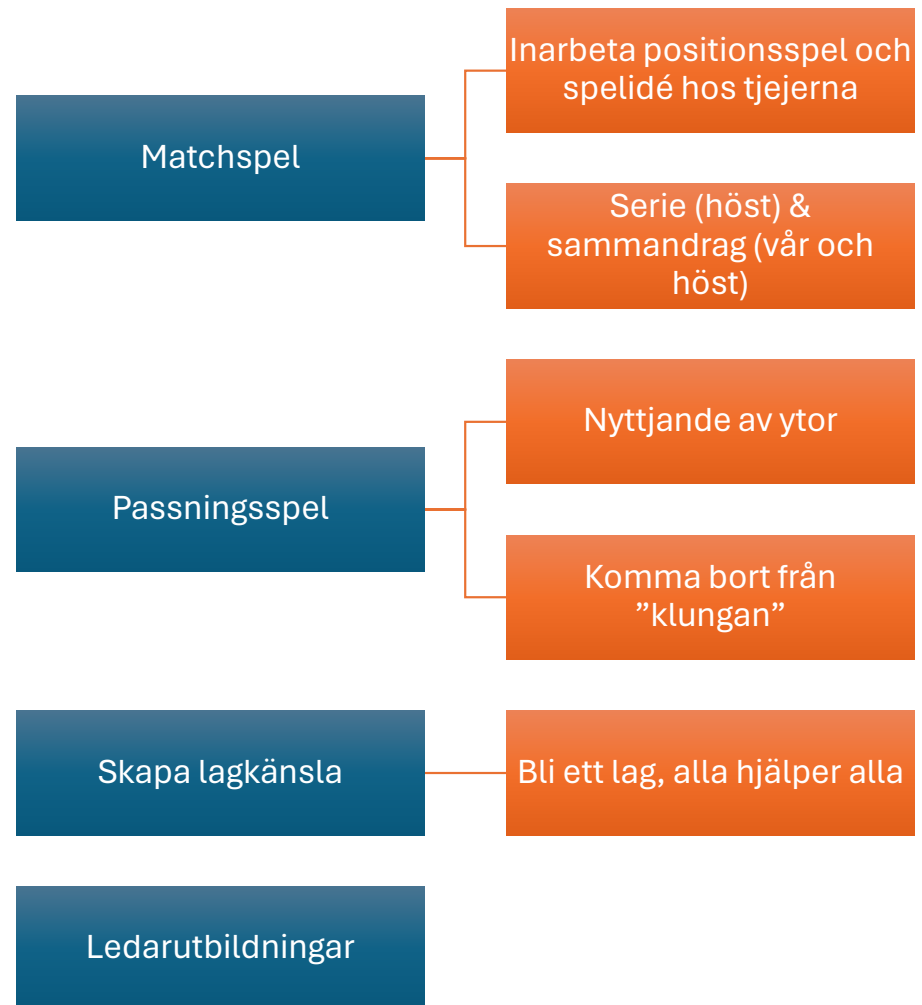 Matchspel
Inarbeta positionsspel och
spelidé hos tjejerna
Serie (höst) &
sammandrag (vår och
höst)
Passningsspel
Nyttjande av ytor
Komma bort från
”klungan”
Skapa lagkänsla
Bli ett lag, alla hjälper alla
Ledarutbildningar